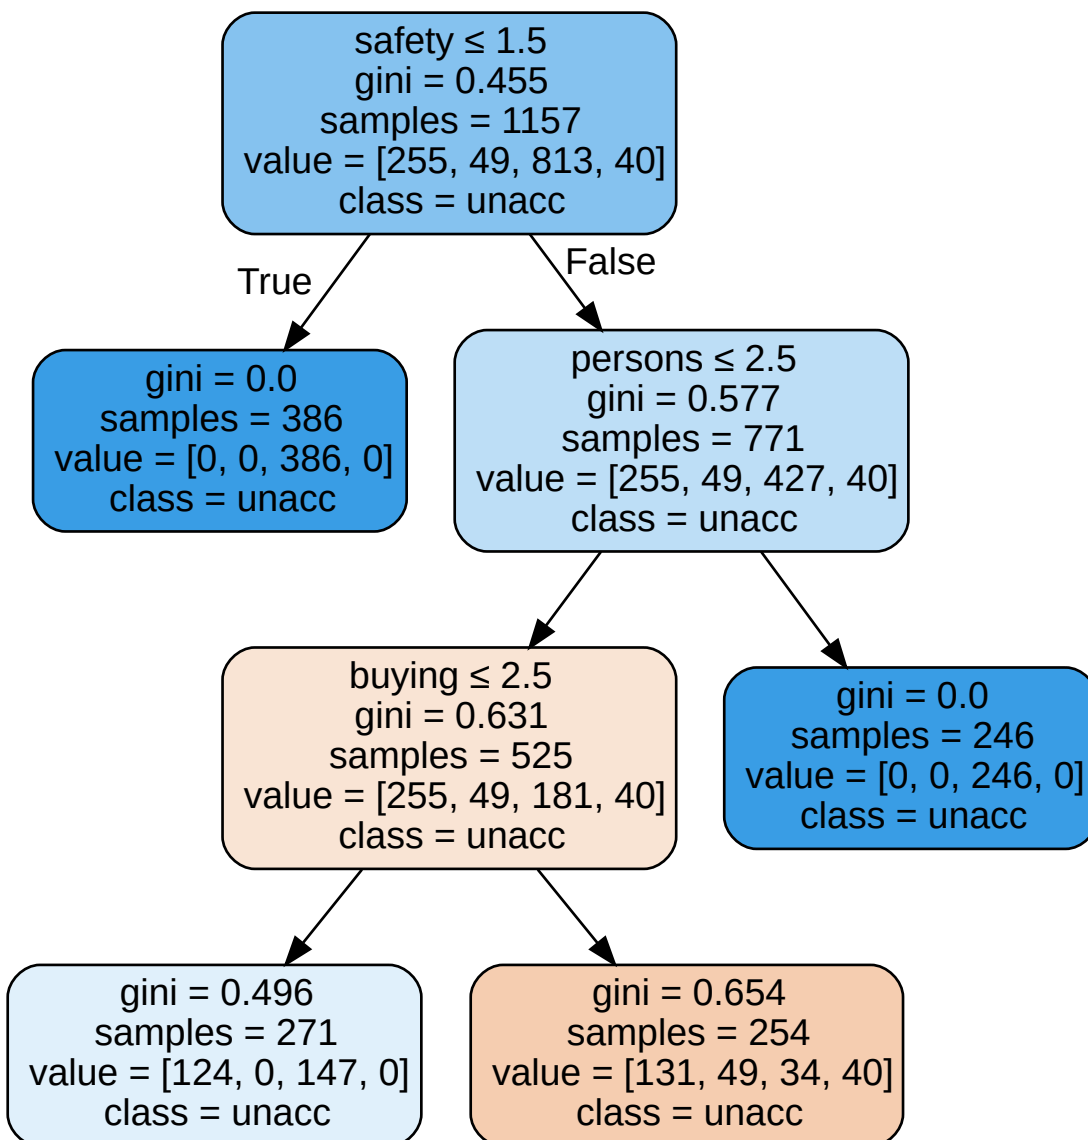 safety ≤ 1.5
gini = 0.455
samples = 1157
value = [255, 49, 813, 40]
class = unacc
True
False
gini = 0.0
samples = 386
value = [0, 0, 386, 0]
class = unacc
persons ≤ 2.5
gini = 0.577
samples = 771
value = [255, 49, 427, 40]
class = unacc
buying ≤ 2.5
gini = 0.631
samples = 525
value = [255, 49, 181, 40]
class = unacc
gini = 0.0
samples = 246
value = [0, 0, 246, 0]
class = unacc
gini = 0.496
samples = 271
value = [124, 0, 147, 0]
class = unacc
gini = 0.654
samples = 254
value = [131, 49, 34, 40]
class = unacc